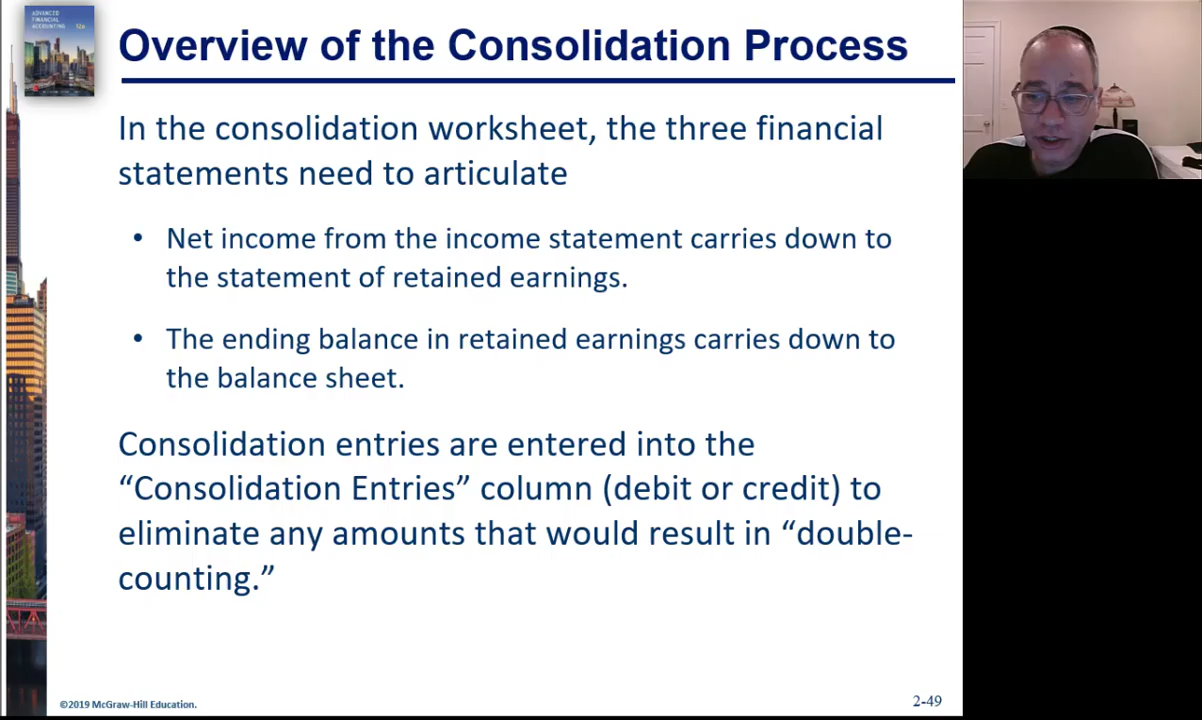 ADVANCED
FINANCIAL
ACCOUNTING 12e
Overview of the Consolidation Process
In the consolidation worksheet, the three financial
statements need to articulate
• Net income from the income statement carries down to
the statement of retained earnings.
• The ending balance in retained earnings carries down to
the balance sheet.
Consolidation entries are entered into the
“Consolidation Entries” column (debit or credit) to
eliminate any amounts that would result in “double-
counting.”
©2019 McGraw-Hill Education.
2-49